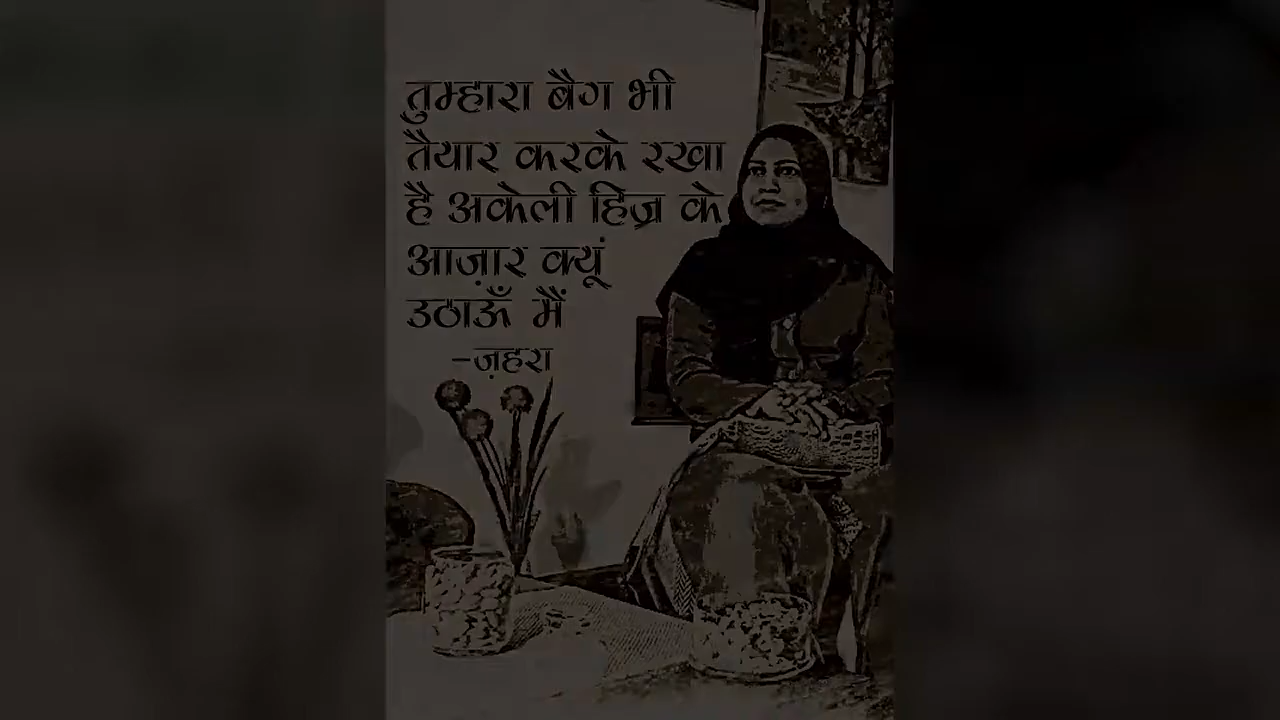 तुम्हारा बैग भी
तैयार करके रखा
है अकेली हिज्र के
आज़ार क्यूं
उठाऊँ मैं
-ज़हरा